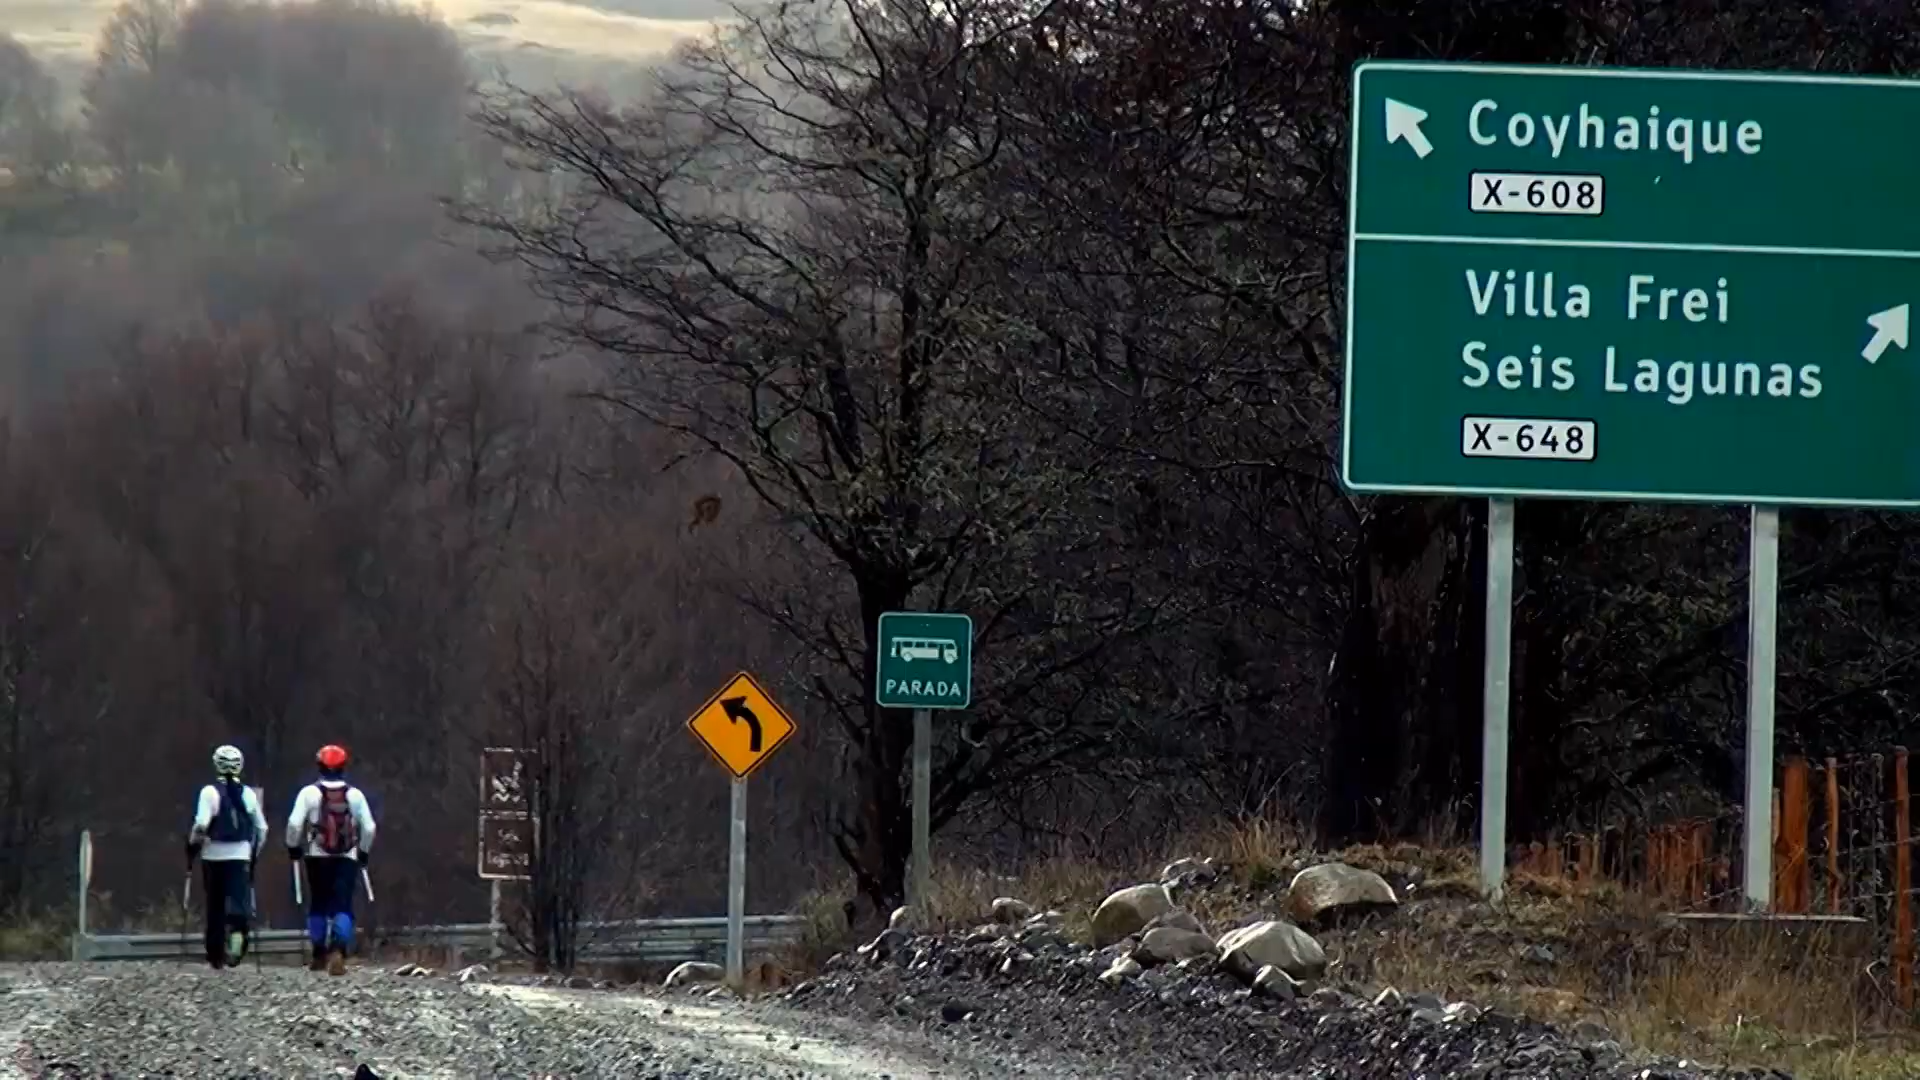 Coyhaique
X-608
Villa Frei
Seis Lagunas
X-648
PARADA